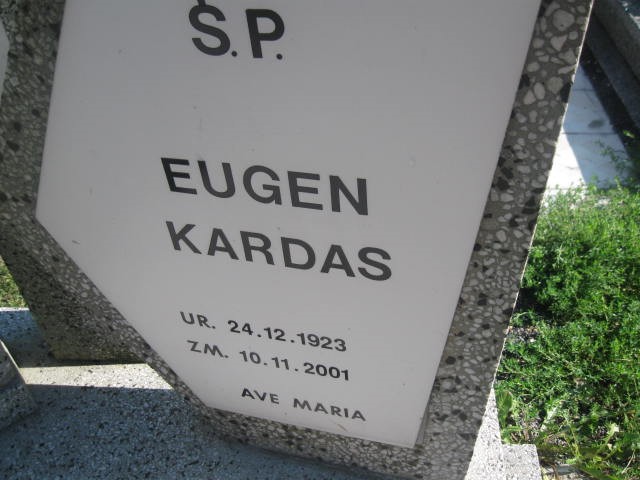 Ś.P.
EUGEN
KARDAS
UR. 24.12.1923
ZM. 10.11.2001
AVE MARIA